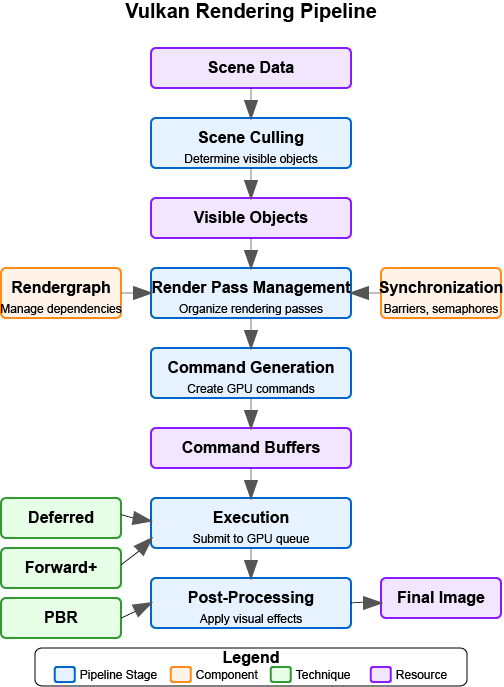 Vulkan Rendering Pipeline
Scene Data
Scene Culling
Determine visible objects
Visible Objects
Rendergraph
Manage dependencies
Render Pass Management
Organize rendering passes
Synchronization
Barriers, semaphores
Command Generation
Create GPU commands
Command Buffers
Deferred
Execution
Submit to GPU queue
Forward+
Post-Processing
Apply visual effects
Final Image
PBR
Legend
Pipeline Stage
Component
Technique
Resource